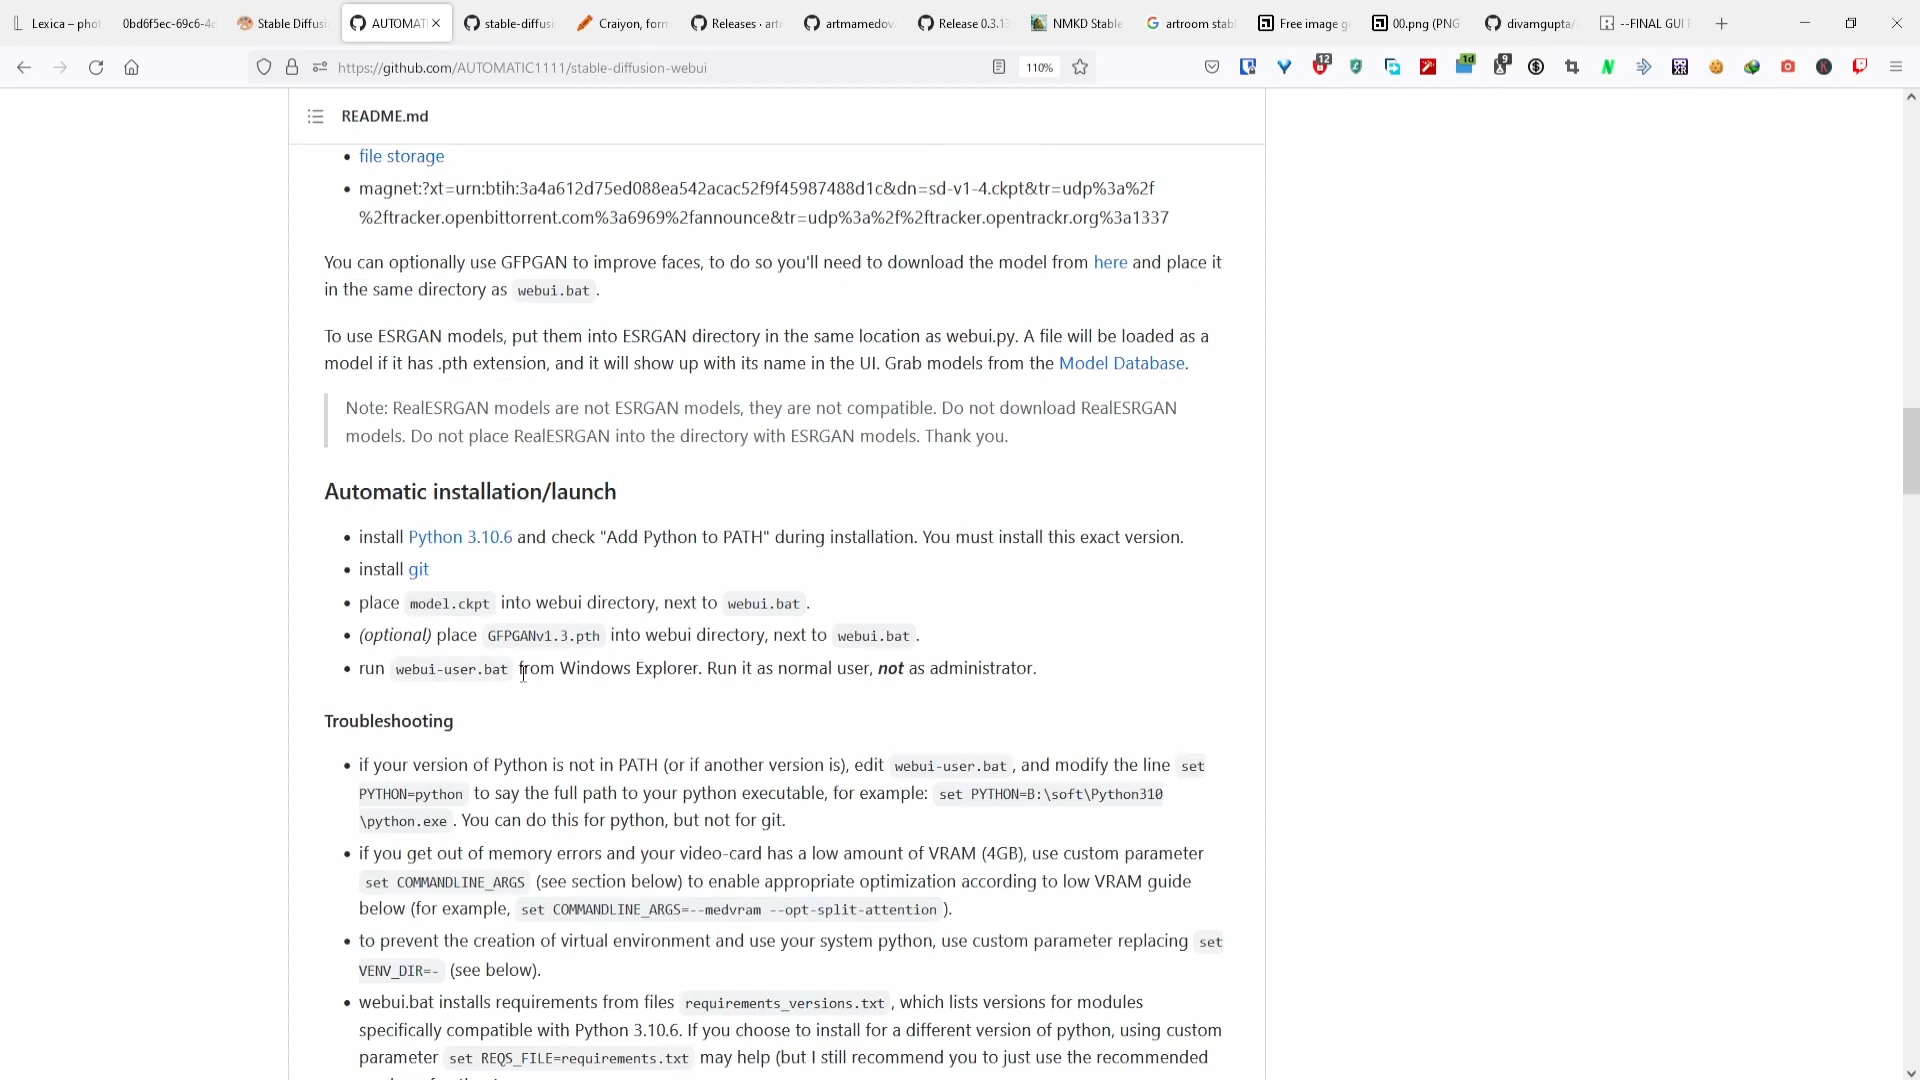 Lexica – phot
0bd6f5ec-69c6-4c
Stable Diffusi
AUTOMATI
stable-diffusi
Craiyon, form
Releases · artm
artmamedov
Release 0.3.13
NMKD Stable
artroom stabl
Free image g
00.png (PNG
divamgupta/
--FINAL GUI
https://github.com/AUTOMATIC1111/stable-diffusion-webui
110%
12
1d
9
README.md
• file storage
• magnet:?xt=urn:btih:3a4a612d75ed088ea542acac52f9f45987488d1c&dn=sd-v1-4.ckpt&tr=udp%3a%2f
%2ftracker.openbittorrent.com%3a6969%2fannounce&tr=udp%3a%2f%2ftracker.opentrackr.org%3a1337
You can optionally use GFPGAN to improve faces, to do so you'll need to download the model from here and place it
in the same directory as webui.bat .
To use ESRGAN models, put them into ESRGAN directory in the same location as webui.py. A file will be loaded as a
model if it has .pth extension, and it will show up with its name in the UI. Grab models from the Model Database.
Note: RealESRGAN models are not ESRGAN models, they are not compatible. Do not download RealESRGAN
models. Do not place RealESRGAN into the directory with ESRGAN models. Thank you.
Automatic installation/launch
• install Python 3.10.6 and check "Add Python to PATH" during installation. You must install this exact version.
• install git
• place model.ckpt into webui directory, next to webui.bat .
• (optional) place GFPGANv1.3.pth into webui directory, next to webui.bat .
• run webui-user.bat from Windows Explorer. Run it as normal user, not as administrator.
Troubleshooting
• if your version of Python is not in PATH (or if another version is), edit webui-user.bat , and modify the line set
PYTHON=python to say the full path to your python executable, for example: set PYTHON=B:\soft\Python310
\python.exe . You can do this for python, but not for git.
• if you get out of memory errors and your video-card has a low amount of VRAM (4GB), use custom parameter
set COMMANDLINE_ARGS (see section below) to enable appropriate optimization according to low VRAM guide
below (for example, set COMMANDLINE_ARGS=--medvram --opt-split-attention ).
• to prevent the creation of virtual environment and use your system python, use custom parameter replacing set
VENV_DIR=- (see below).
• webui.bat installs requirements from files requirements_versions.txt , which lists versions for modules
specifically compatible with Python 3.10.6. If you choose to install for a different version of python, using custom
parameter set REQS_FILE=requirements.txt may help (but I still recommend you to just use the recommended